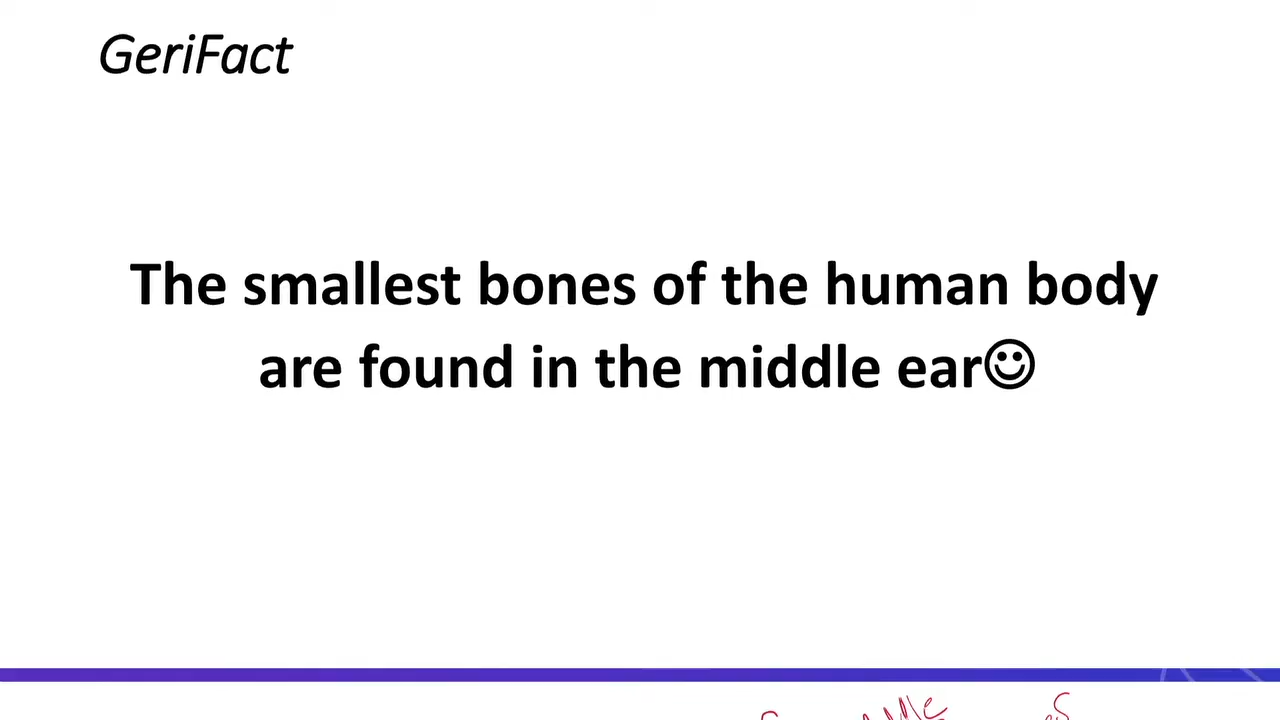 GeriFact
The smallest bones of the human body
are found in the middle ear☺